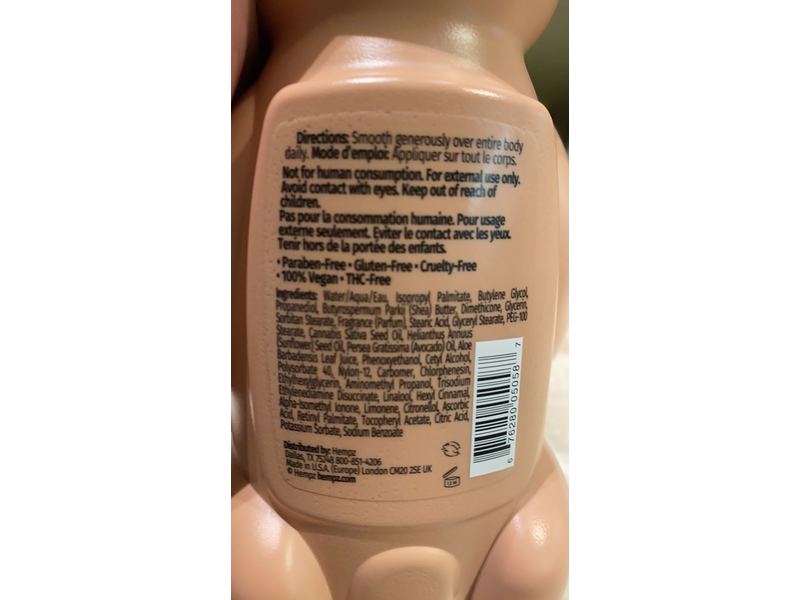 Directions: Smooth generously over entire body
daily. Mode d'emploi: Appliquer sur tout le corps.
Not for human consumption. For external use only.
Avoid contact with eyes. Keep out of reach of
children.
Pas pour la consommation humaine. Pour usage
externe seulement. Eviter le contact avec les yeux.
Tenir hors de la portée des enfants.
• Paraben-Free • Gluten-Free • Cruelty-Free
• 100% Vegan • THC-Free
Ingredients: Water/Aqua/Eau, Isopropyl Palmitate, Butylene Glycol,
Propanediol, Butyrospermum Parkii (Shea) Butter, Dimethicone, Glycerin,
Sorbitan Stearate, Fragrance (Parfum), Stearic Acid, Glyceryl Stearate, PEG-100
Stearate, Cannabis Sativa Seed Oil, Helianthus Annuus
(Sunflower) Seed Oil, Persea Gratissima (Avocado) Oil, Aloe
Barbadensis Leaf Juice, Phenoxyethanol, Cetyl Alcohol,
Polysorbate 40, Nylon-12, Carbomer, Chlorphenesin,
Ethylhexylglycerin, Aminomethyl Propanol, Trisodium
Ethylenediamine Disuccinate, Linalool, Hexyl Cinnamal,
Alpha-Isomethyl Ionone, Limonene, Citronellol, Ascorbic
Acid, Retinyl Palmitate, Tocopheryl Acetate, Citric Acid,
Potassium Sorbate, Sodium Benzoate
Distributed by: Hempz
Dallas, TX 75248 800-851-4206
Made in U.S.A. (Europe) London CM20 2SE UK
© Hempz hempz.com
12 M
6 76280 05058 7